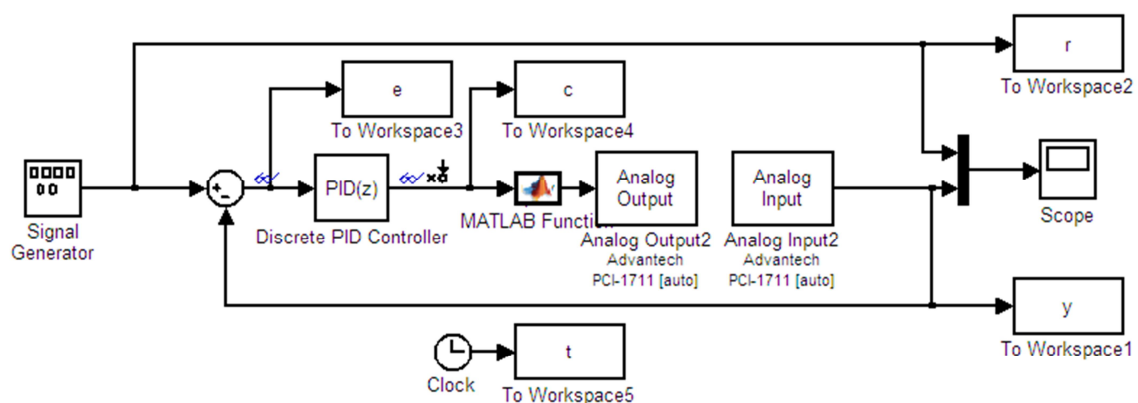 r
To Workspace2
e
To Workspace3
c
To Workspace4
Signal
Generator
PID(z)
Discrete PID Controller
MATLAB Function
Analog
Output
Analog Output2
Advantech
PCI-1711 [auto]
Analog
Input
Analog Input2
Advantech
PCI-1711 [auto]
Scope
y
To Workspace1
Clock
t
To Workspace5